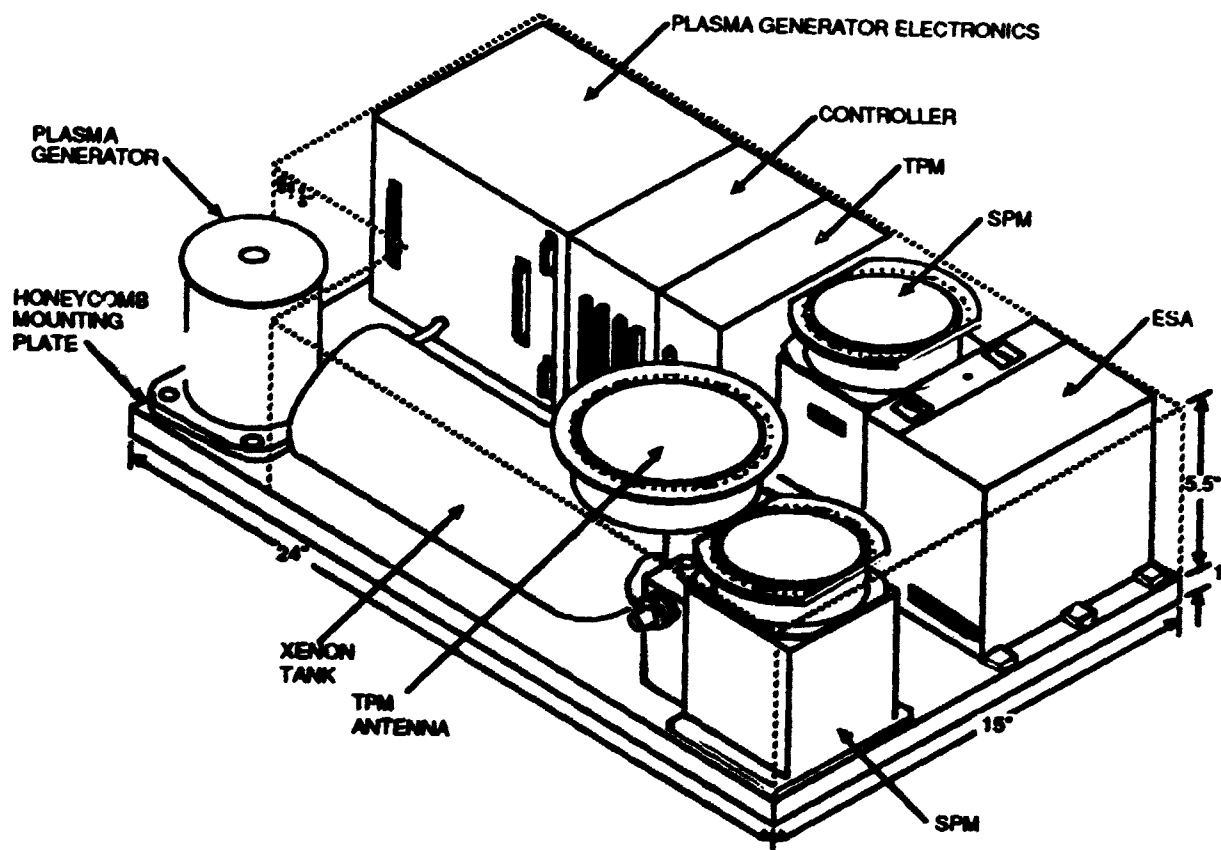 PLASMA GENERATOR ELECTRONICS
CONTROLLER
PLASMA
GENERATOR
TPM
SPM
HONEYCOMB
MOUNTING
PLATE
ESA
5.5"
24"
XENON
TANK
TPM
ANTENNA
15"
SPM